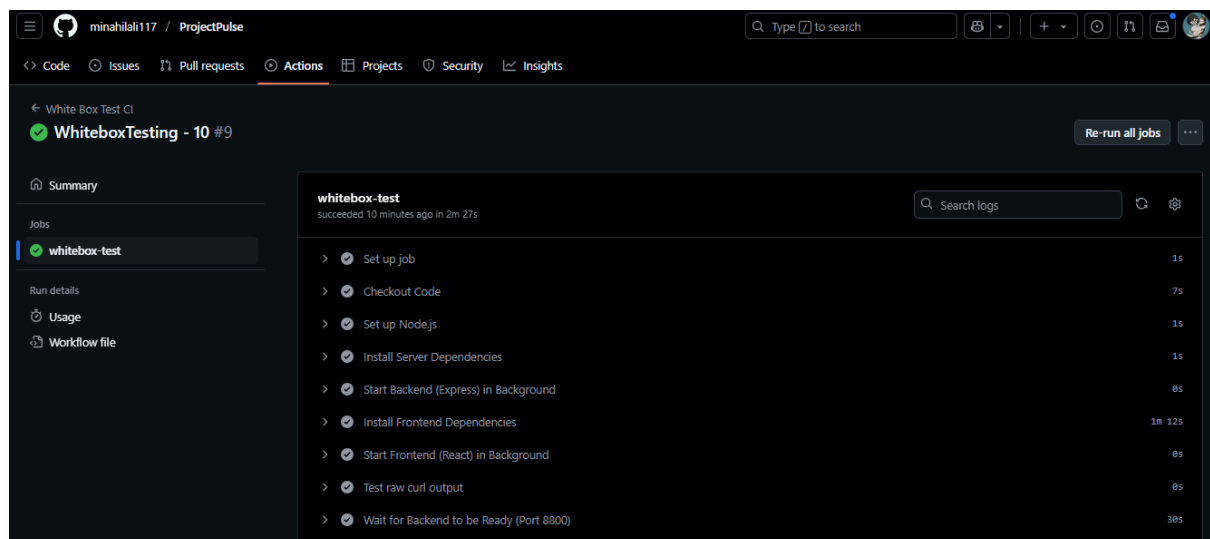 minahilali117 / ProjectPulse
Type / to search
Code Issues Pull requests Actions Projects Security Insights
White Box Test CI
WhiteboxTesting - 10 #9
Re-run all jobs
Summary
Jobs
whitebox-test
Run details
Usage
Workflow file
whitebox-test
succeeded 10 minutes ago in 2m 27s
Search logs
Set up job 1s
Checkout Code 7s
Set up Node.js 1s
Install Server Dependencies 1s
Start Backend (Express) in Background 0s
Install Frontend Dependencies 1m 12s
Start Frontend (React) in Background 0s
Test raw curl output 0s
Wait for Backend to be Ready (Port 8800) 30s